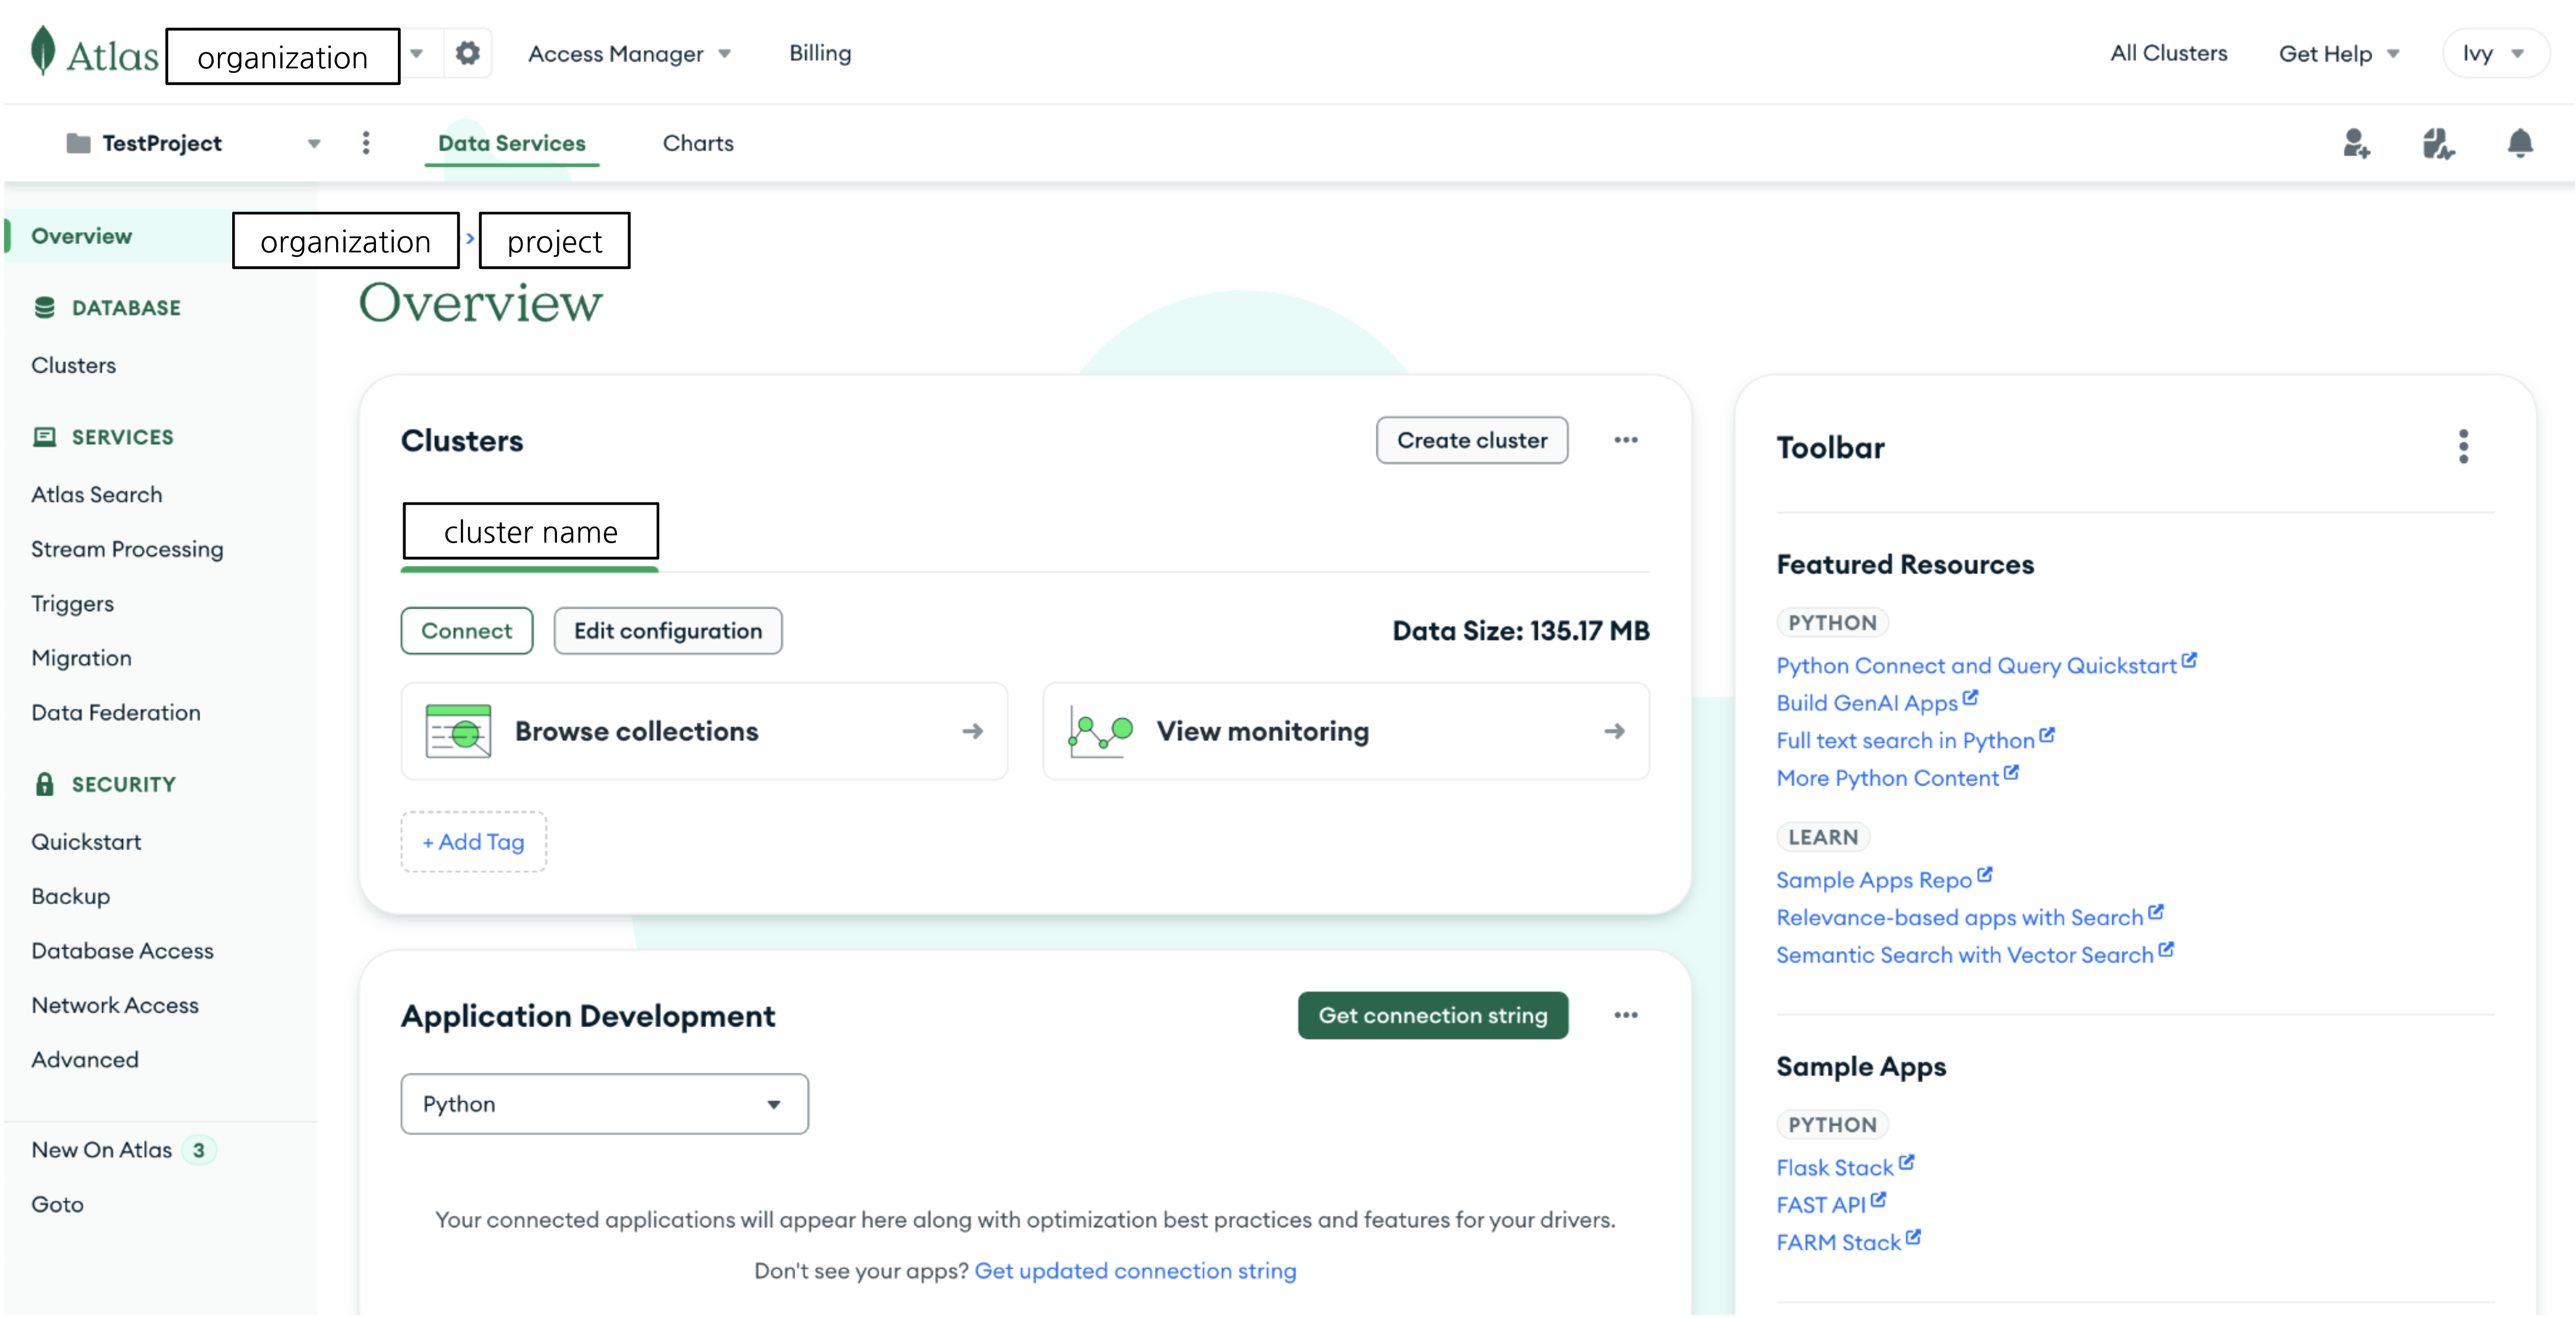 Atlas organization Access Manager Billing All Clusters Get Help Ivy
TestProject Data Services Charts
Overview
DATABASE
Clusters
SERVICES
Atlas Search
Stream Processing
Triggers
Migration
Data Federation
SECURITY
Quickstart
Backup
Database Access
Network Access
Advanced
New On Atlas 3
Goto
organization > project
Overview
Clusters Create cluster
cluster name
Connect Edit configuration Data Size: 135.17 MB
Browse collections View monitoring
+ Add Tag
Application Development Get connection string
Python
Your connected applications will appear here along with optimization best practices and features for your drivers.
Don't see your apps? Get updated connection string
Toolbar
Featured Resources
PYTHON
Python Connect and Query Quickstart
Build GenAI Apps
Full text search in Python
More Python Content
LEARN
Sample Apps Repo
Relevance-based apps with Search
Semantic Search with Vector Search
Sample Apps
PYTHON
Flask Stack
FAST API
FARM Stack